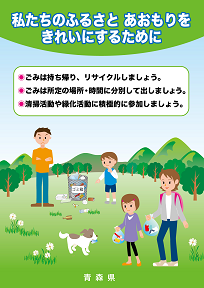 私たちのふるさと あおもりを
きれいにするために
●ごみは持ち帰り、リサイクルしましょう。
●ごみは所定の場所・時間に分別して出しましょう。
●清掃活動や緑化活動に積極的に参加しましょう。
ゴミ箱
青森県